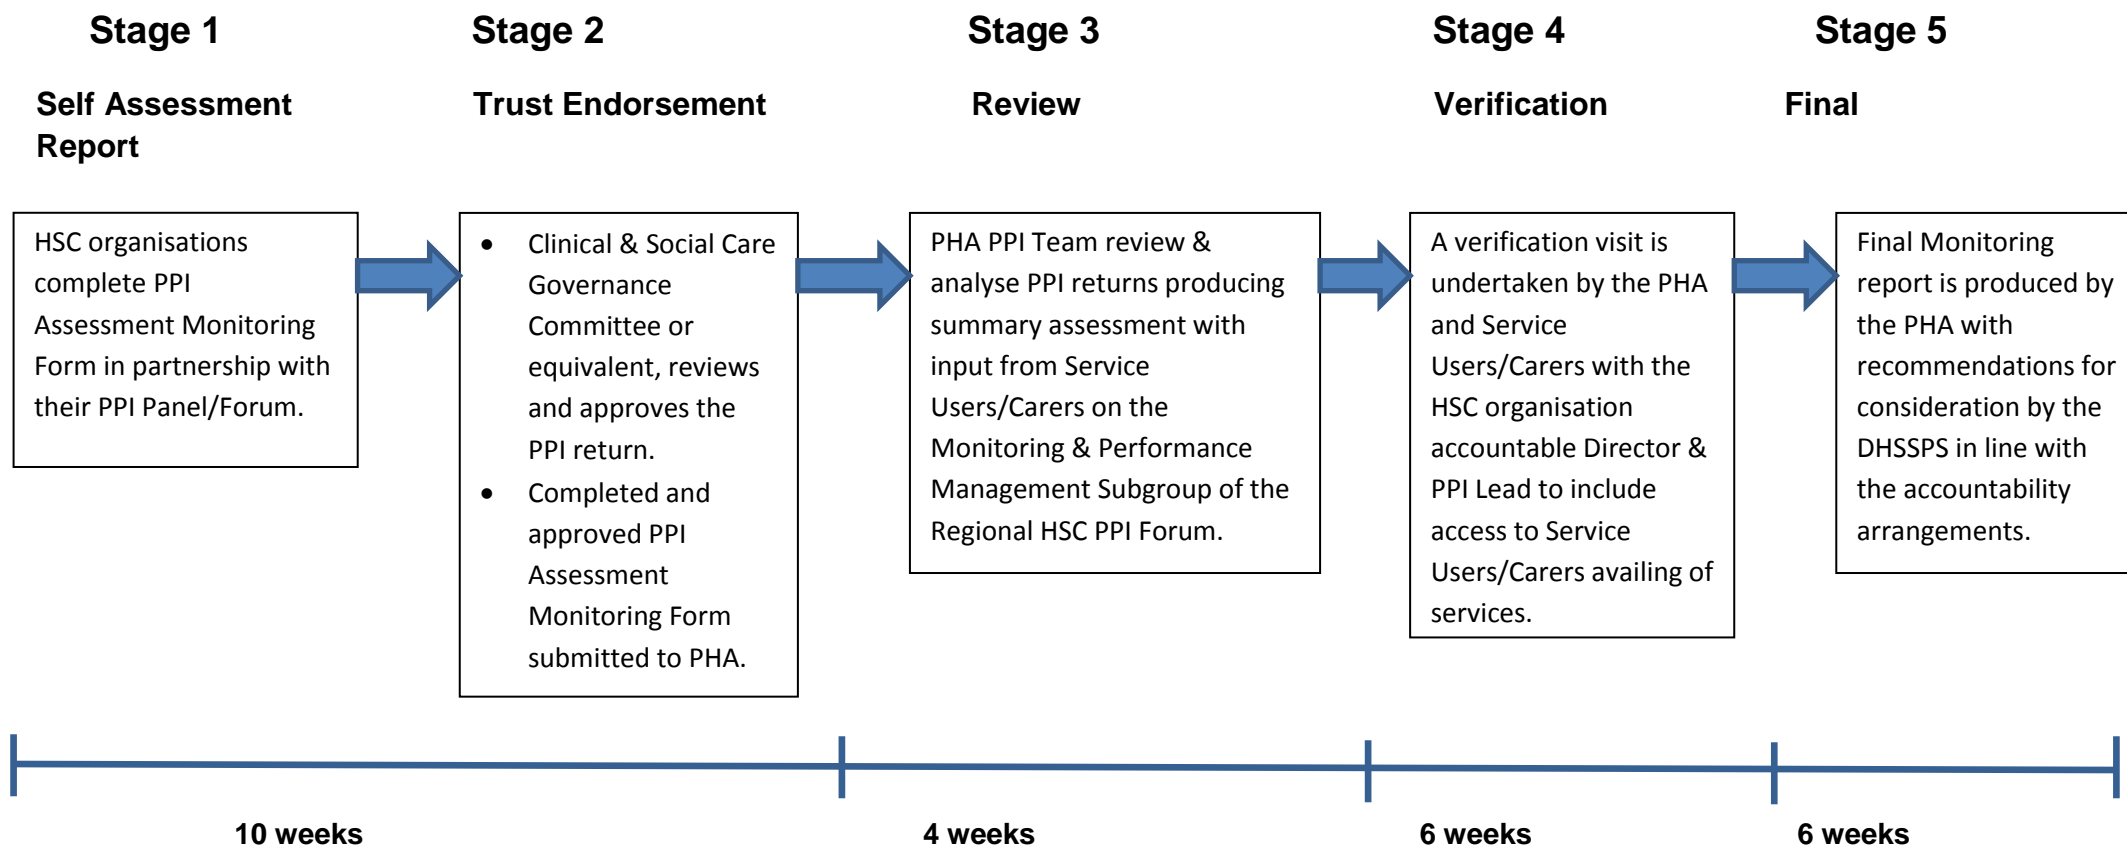 Stage 1
Stage 2
Stage 3
Stage 4
Stage 5
Self Assessment
Report
Trust Endorsement
Review
Verification
Final
HSC organisations
complete PPI
Assessment Monitoring
Form in partnership with
their PPI Panel/Forum.
• Clinical & Social Care
Governance
Committee or
equivalent, reviews
and approves the
PPI return.
• Completed and
approved PPI
Assessment
Monitoring Form
submitted to PHA.
PHA PPI Team review &
analyse PPI returns producing
summary assessment with
input from Service
Users/Carers on the
Monitoring & Performance
Management Subgroup of the
Regional HSC PPI Forum.
A verification visit is
undertaken by the PHA
and Service
Users/Carers with the
HSC organisation
accountable Director &
PPI Lead to include
access to Service
Users/Carers availing of
services.
Final Monitoring
report is produced by
the PHA with
recommendations for
consideration by the
DHSSPS in line with
the accountability
arrangements.
10 weeks
4 weeks
6 weeks
6 weeks